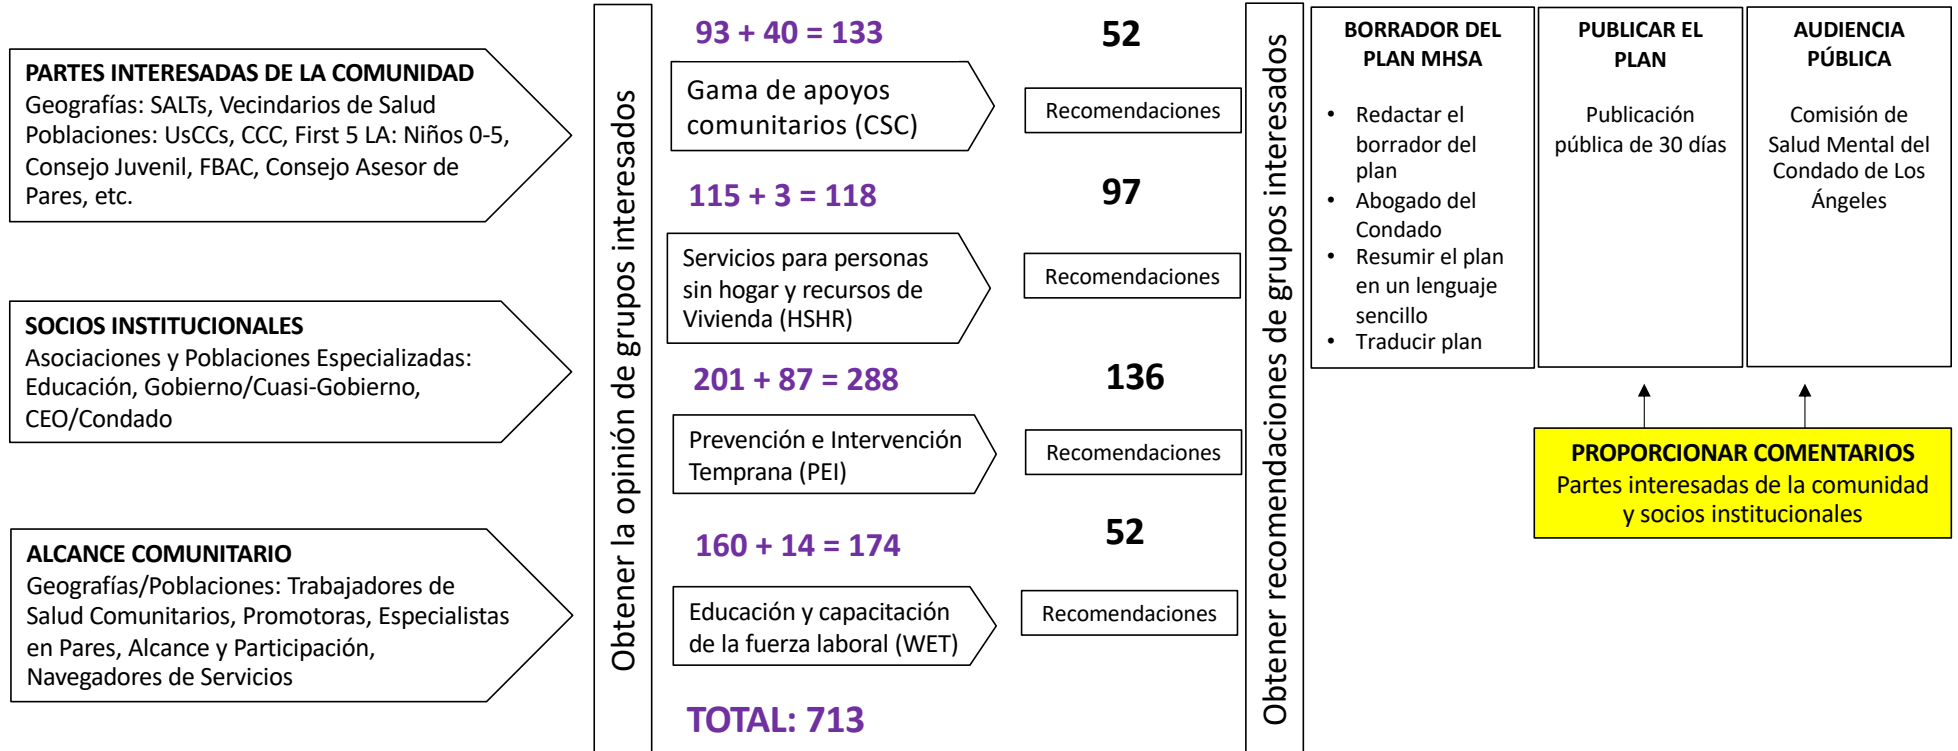 PARTES INTERESADAS DE LA COMUNIDAD
Geografías: SALTs, Vecindarios de Salud
Poblaciones: UsCCs, CCC, First 5 LA: Niños 0-5,
Consejo Juvenil, FBAC, Consejo Asesor de
Pares, etc.
SOCIOS INSTITUCIONALES
Asociaciones y Poblaciones Especializadas:
Educación, Gobierno/Cuasi-Gobierno,
CEO/Condado
ALCANCE COMUNITARIO
Geografías/Poblaciones: Trabajadores de
Salud Comunitarios, Promotoras, Especialistas
en Pares, Alcance y Participación,
Navegadores de Servicios
Obtener la opinión de grupos interesados
93 + 40 = 133
Gama de apoyos
comunitarios (CSC)
52
Recomendaciones
115 + 3 = 118
Servicios para personas
sin hogar y recursos de
Vivienda (HSHR)
97
Recomendaciones
201 + 87 = 288
Prevención e Intervención
Temprana (PEI)
136
Recomendaciones
160 + 14 = 174
Educación y capacitación
de la fuerza laboral (WET)
52
Recomendaciones
TOTAL: 713
Obtener recomendaciones de grupos interesados
BORRADOR DEL
PLAN MHSA
• Redactar el
borrador del
plan
• Abogado del
Condado
• Resumir el plan
en un lenguaje
sencillo
• Traducir plan
PUBLICAR EL
PLAN
Publicación
pública de 30 días
AUDIENCIA
PÚBLICA
Comisión de
Salud Mental del
Condado de Los
Ángeles
PROPORCIONAR COMENTARIOS
Partes interesadas de la comunidad
y socios institucionales